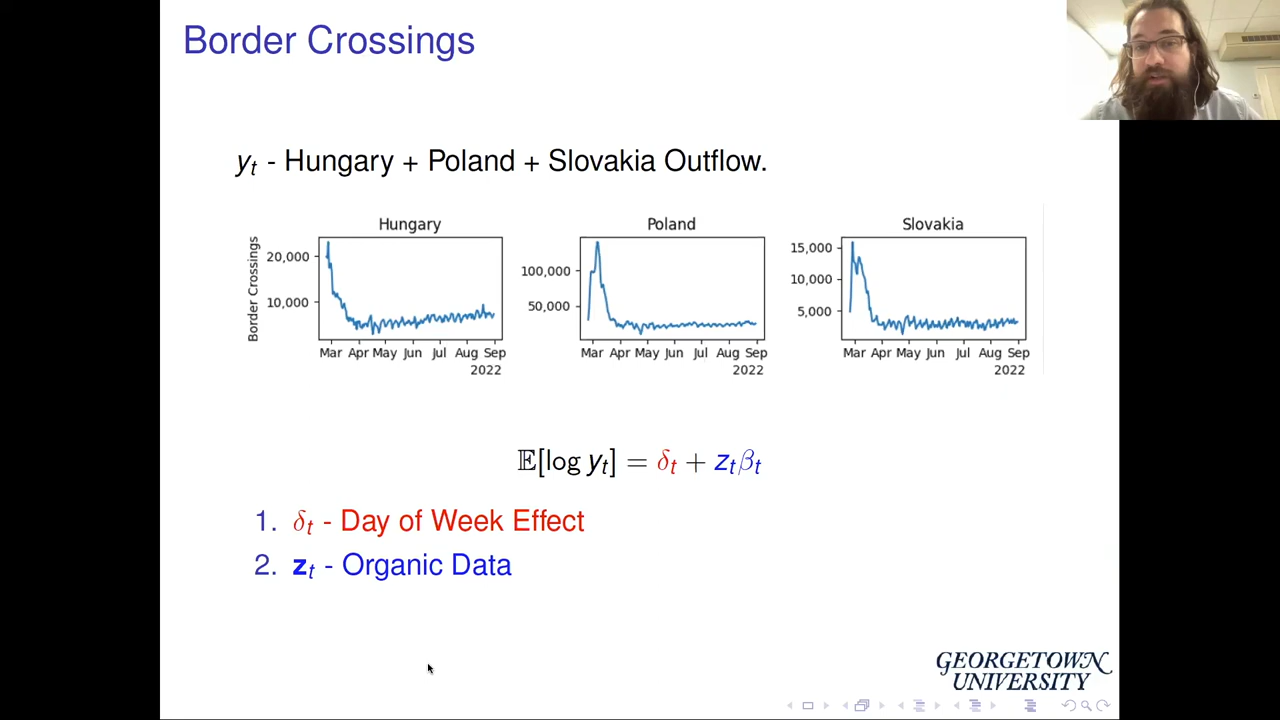 Border Crossings
yₜ - Hungary + Poland + Slovakia Outflow.
Hungary
Border Crossings
20,000
10,000
Mar Apr May Jun Jul Aug Sep
2022
Poland
100,000
50,000
Mar Apr May Jun Jul Aug Sep
2022
Slovakia
15,000
10,000
5,000
Mar Apr May Jun Jul Aug Sep
2022
𝔼[log yₜ] = δₜ + zₜβₜ
1. δₜ - Day of Week Effect
2. zₜ - Organic Data
GEORGETOWN
UNIVERSITY